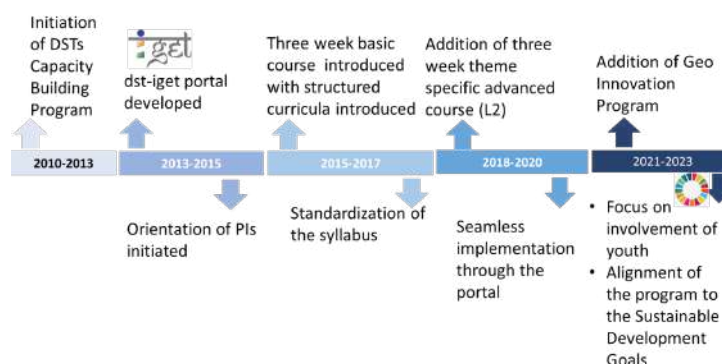 Initiation
of DSTs
Capacity
Building
Program
iget
dst-iget portal
developed
Three week basic
course introduced
with structured
curricula introduced
Addition of three
week theme
specific advanced
course (L2)
Addition of Geo
Innovation
Program
2010-2013
2013-2015
2015-2017
2018-2020
2021-2023
Orientation of PIs
initiated
Standardization of
the syllabus
Seamless
implementation
through the
portal
• Focus on
involvement of
youth
• Alignment of
the program to
the Sustainable
Development
Goals